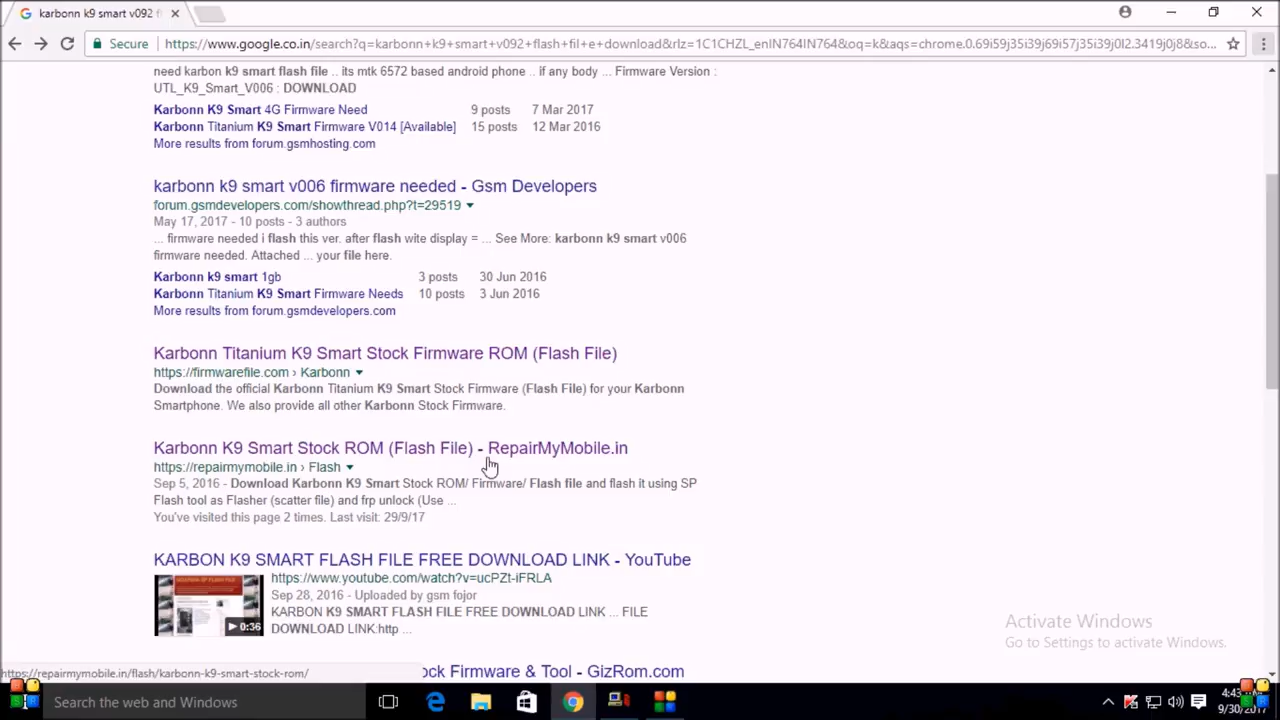 karbonn k9 smart v092 f
Secure
https://www.google.co.in/search?q=karbonn+k9+smart+v092+flash+fil+e+download&rlz=1C1CHZL_enIN764IN764&oq=k&aqs=chrome.0.69i59j35i39j69i57j35i39j0l2.3419j0j8&so...
need karbon k9 smart flash file .. its mtk 6572 based android phone .. if any body ... Firmware Version :
UTL_K9_Smart_V006 : DOWNLOAD
Karbonn K9 Smart 4G Firmware Need 9 posts 7 Mar 2017
Karbonn Titanium K9 Smart Firmware V014 [Available] 15 posts 12 Mar 2016
More results from forum.gsmhosting.com
karbonn k9 smart v006 firmware needed - Gsm Developers
forum.gsmdevelopers.com/showthread.php?t=29519
May 17, 2017 - 10 posts - 3 authors
... firmware needed i flash this ver. after flash wite display = ... See More: karbonn k9 smart v006
firmware needed. Attached ... your file here.
Karbonn k9 smart 1gb 3 posts 30 Jun 2016
Karbonn Titanium K9 Smart Firmware Needs 10 posts 3 Jun 2016
More results from forum.gsmdevelopers.com
Karbonn Titanium K9 Smart Stock Firmware ROM (Flash File)
https://firmwarefile.com › Karbonn
Download the official Karbonn Titanium K9 Smart Stock Firmware (Flash File) for your Karbonn
Smartphone. We also provide all other Karbonn Stock Firmware.
Karbonn K9 Smart Stock ROM (Flash File) - RepairMyMobile.in
https://repairmymobile.in › Flash
Sep 5, 2016 - Download Karbonn K9 Smart Stock ROM/ Firmware/ Flash file and flash it using SP
Flash tool as Flasher (scatter file) and frp unlock (Use ...
You've visited this page 2 times. Last visit: 29/9/17
KARBON K9 SMART FLASH FILE FREE DOWNLOAD LINK - YouTube
https://www.youtube.com/watch?v=ucPZt-iFRLA
Sep 28, 2016 - Uploaded by gsm fojor
KARBON K9 SMART FLASH FILE FREE DOWNLOAD LINK ... FILE
DOWNLOAD LINK:http ...
0:36
Activate Windows
Go to Settings to activate Windows.
https://repairmymobile.in/flash/karbonn-k9-smart-stock-rom/
ock Firmware & Tool - GizRom.com
Search the web and Windows
4:43
9/30/2017